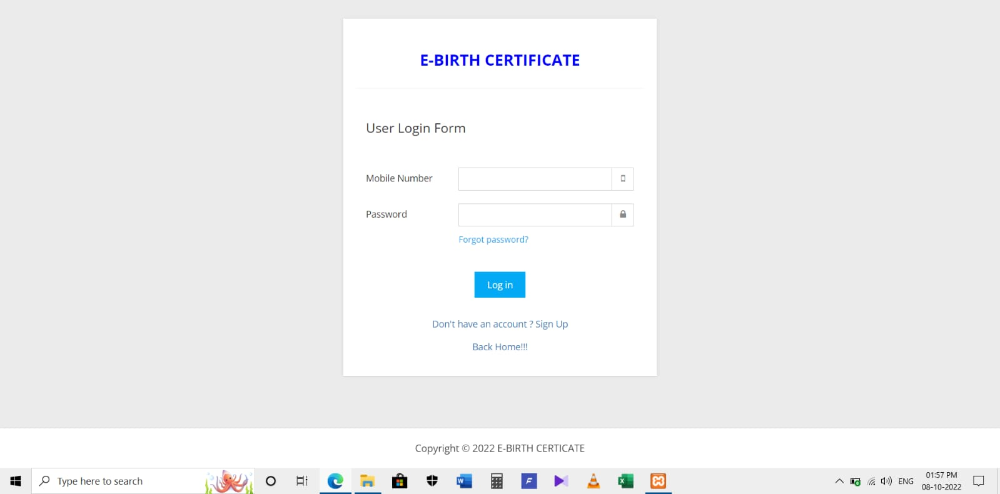 E-BIRTH CERTIFICATE
User Login Form
Mobile Number
Password
Forgot password?
Log in
Don't have an account ? Sign Up
Back Home!!!
Copyright © 2022 E-BIRTH CERTICATE
Type here to search
ENG
01:57 PM
08-10-2022